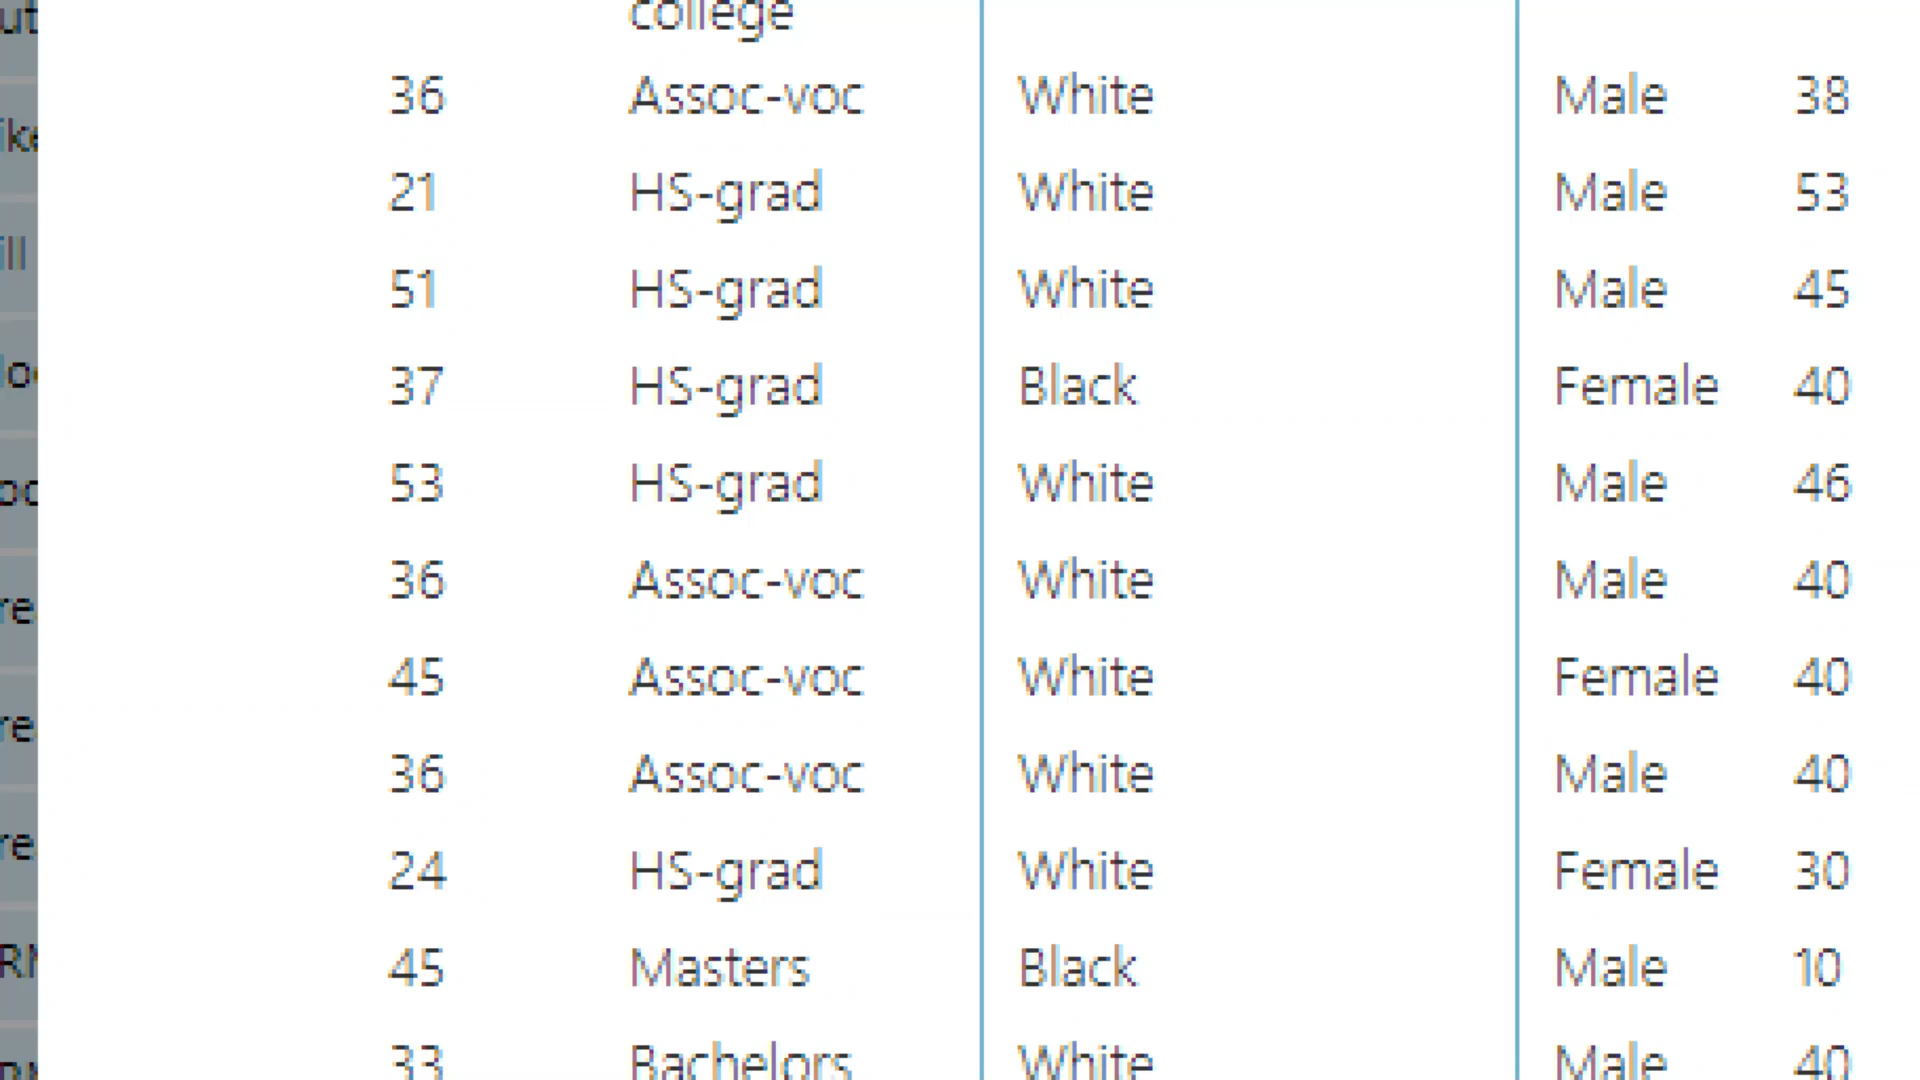 college
36 Assoc-voc White Male 38
21 HS-grad White Male 53
51 HS-grad White Male 45
37 HS-grad Black Female 40
53 HS-grad White Male 46
36 Assoc-voc White Male 40
45 Assoc-voc White Female 40
36 Assoc-voc White Male 40
24 HS-grad White Female 30
45 Masters Black Male 10
33 Bachelors White Male 40